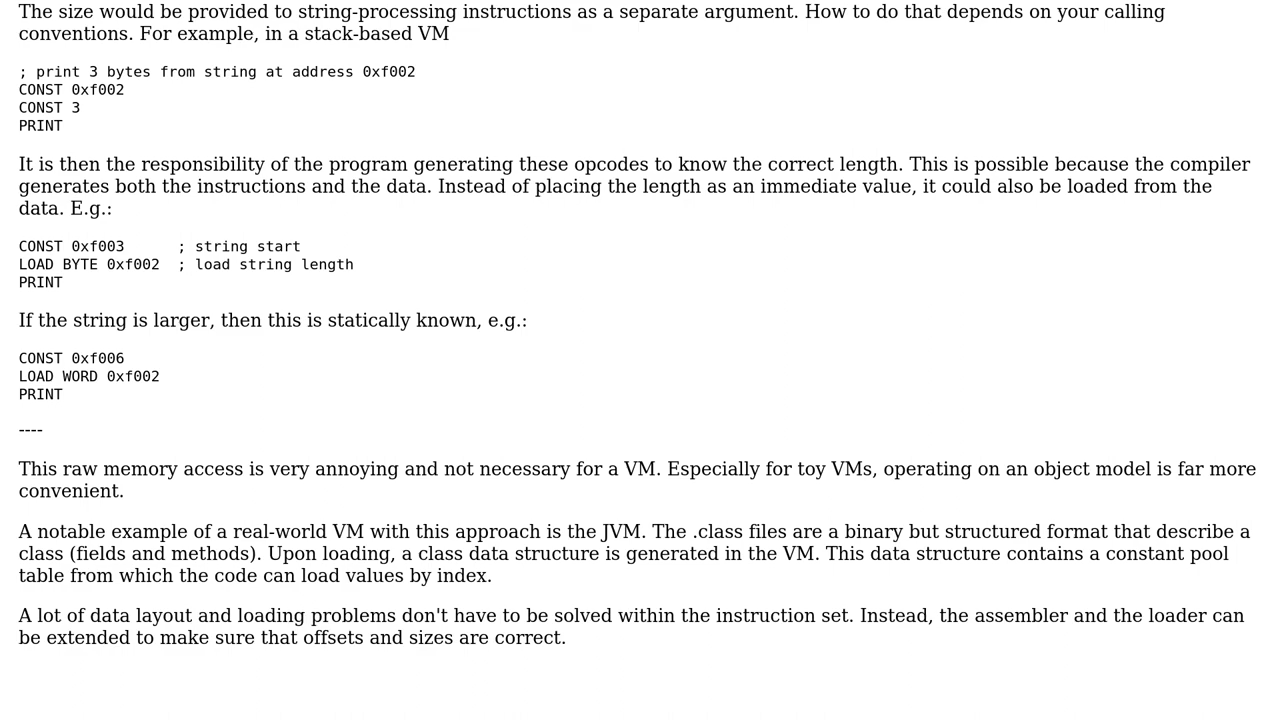 The size would be provided to string-processing instructions as a separate argument. How to do that depends on your calling
conventions. For example, in a stack-based VM
; print 3 bytes from string at address 0xf002
CONST 0xf002
CONST 3
PRINT
It is then the responsibility of the program generating these opcodes to know the correct length. This is possible because the compiler
generates both the instructions and the data. Instead of placing the length as an immediate value, it could also be loaded from the
data. E.g.:
CONST 0xf003      ; string start
LOAD BYTE 0xf002  ; load string length
PRINT
If the string is larger, then this is statically known, e.g.:
CONST 0xf006
LOAD WORD 0xf002
PRINT
----
This raw memory access is very annoying and not necessary for a VM. Especially for toy VMs, operating on an object model is far more
convenient.
A notable example of a real-world VM with this approach is the JVM. The .class files are a binary but structured format that describe a
class (fields and methods). Upon loading, a class data structure is generated in the VM. This data structure contains a constant pool
table from which the code can load values by index.
A lot of data layout and loading problems don't have to be solved within the instruction set. Instead, the assembler and the loader can
be extended to make sure that offsets and sizes are correct.